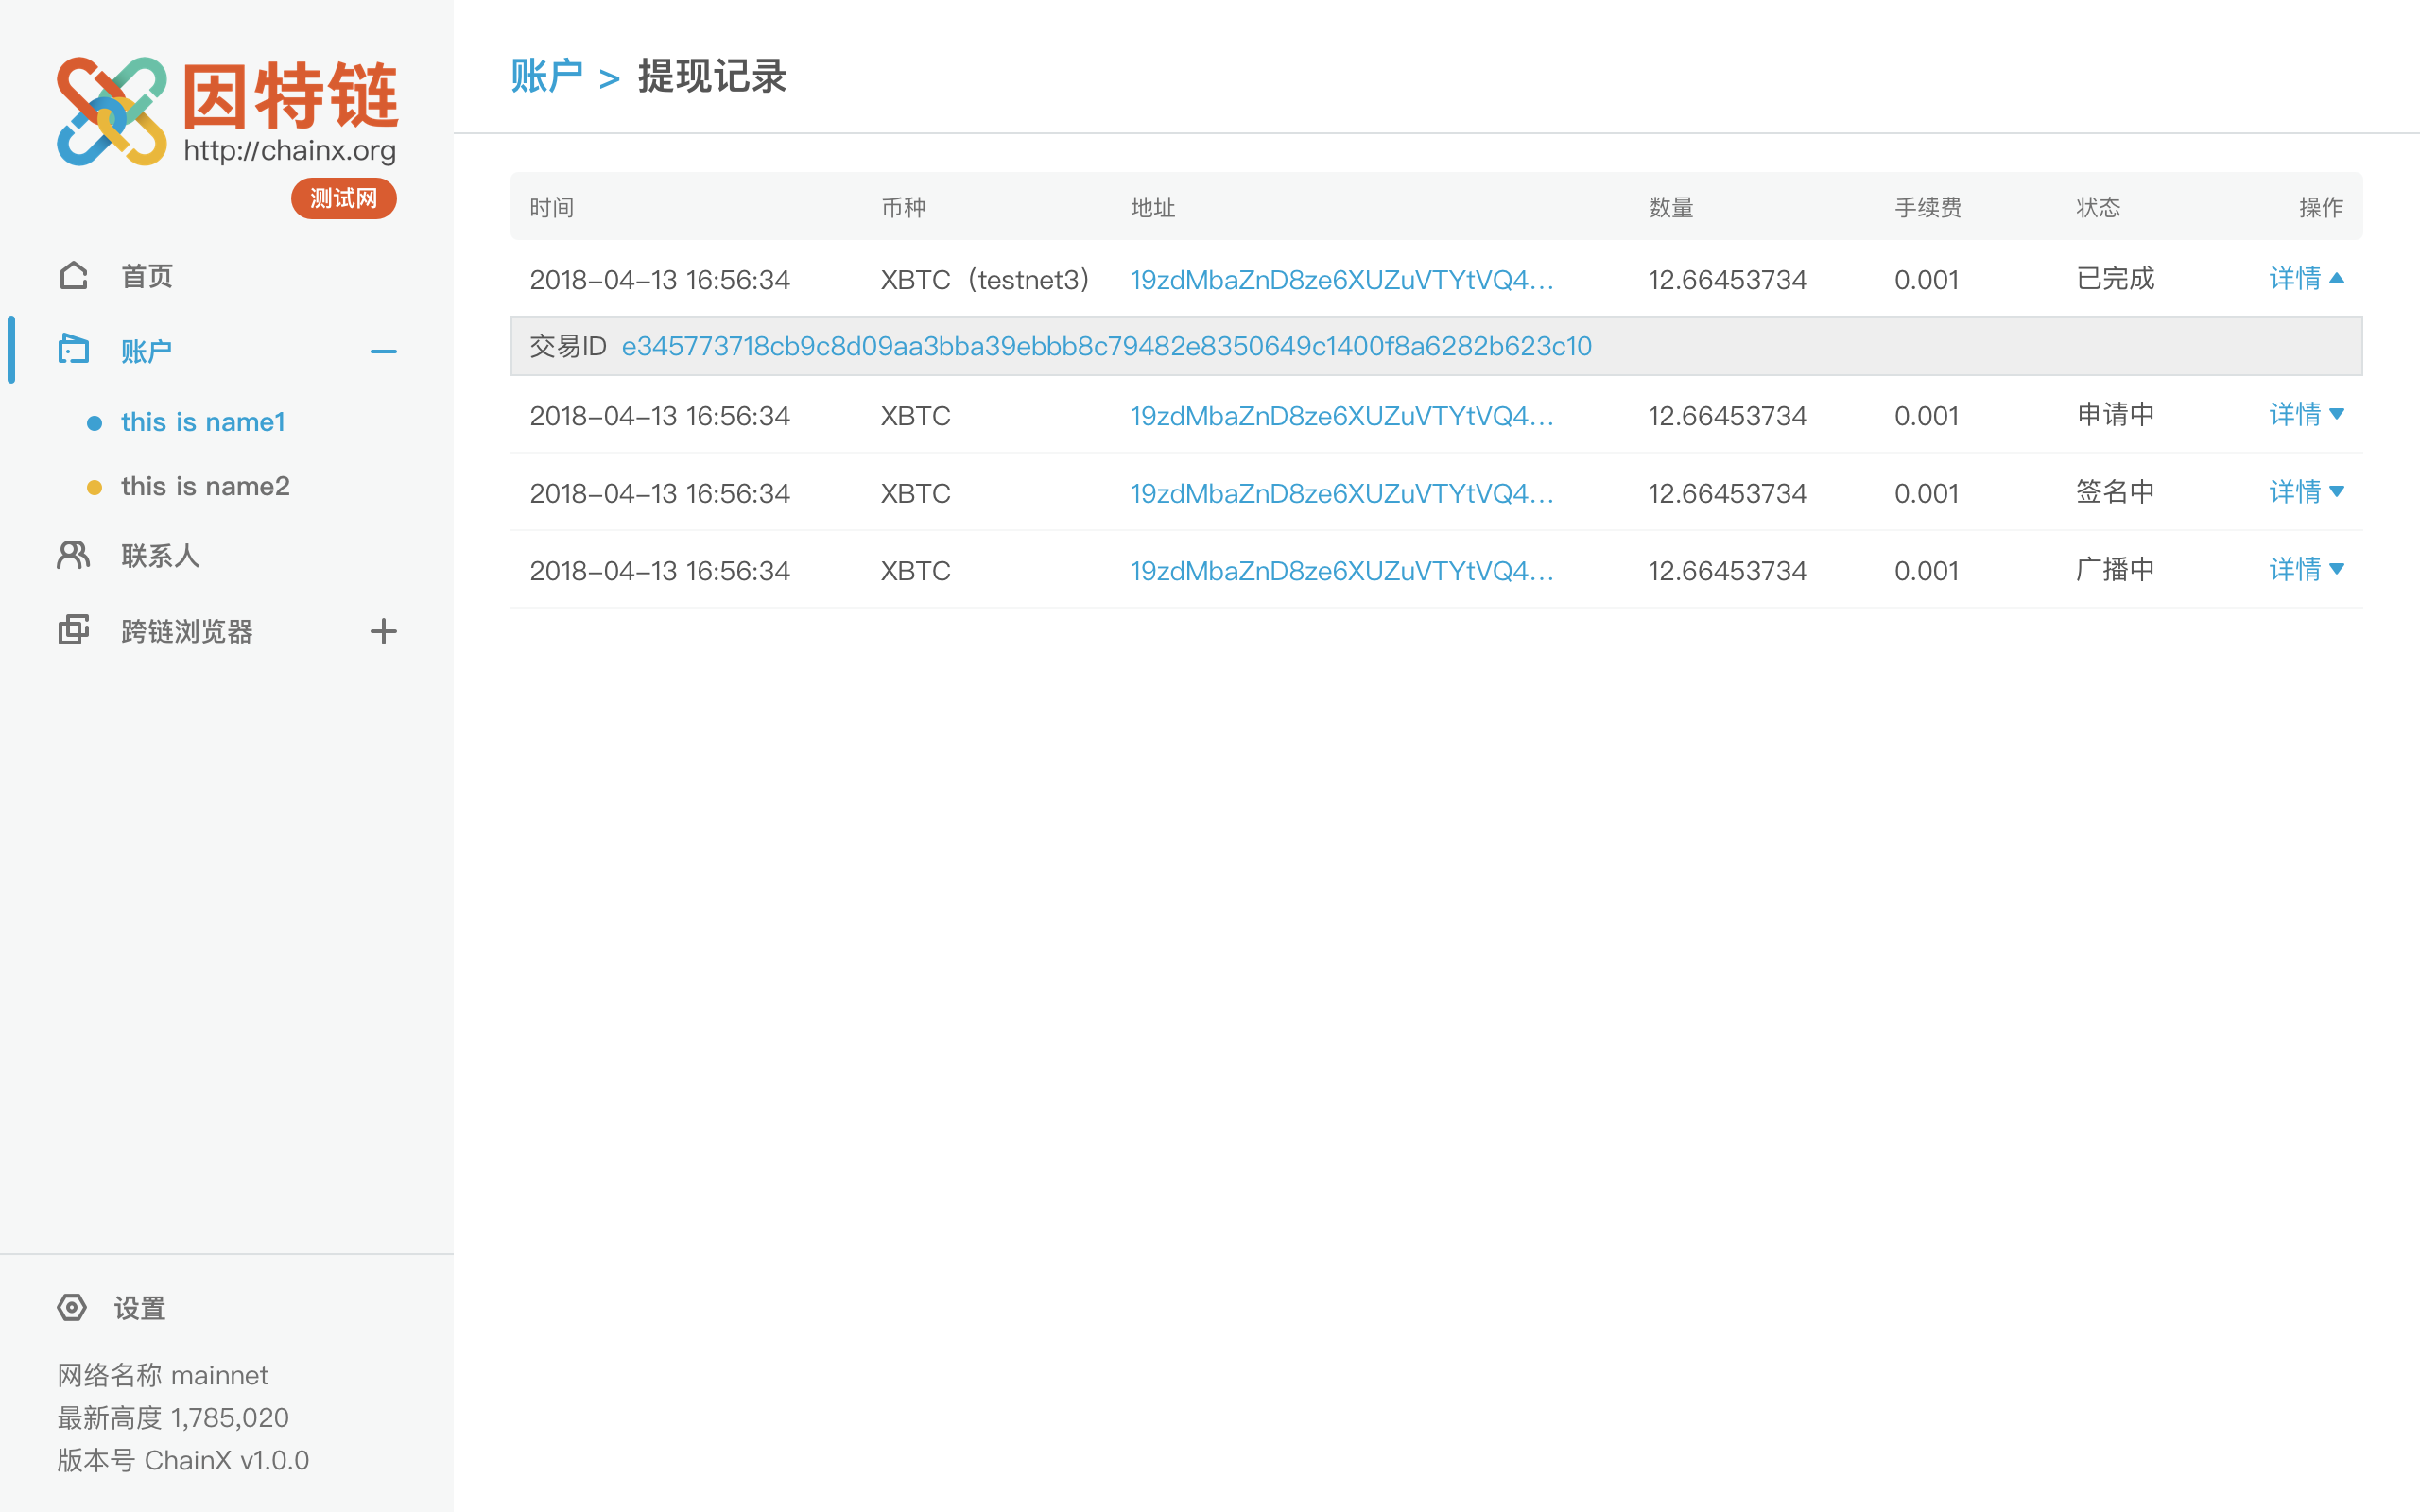 因特链
http://chainx.org
测试网
首页
账户
this is name1
this is name2
联系人
跨链浏览器
设置
网络名称 mainnet
最新高度 1,785,020
版本号 ChainX v1.0.0
账户 > 提现记录
时间 币种 地址 数量 手续费 状态 操作
2018-04-13 16:56:34 XBTC（testnet3） 19zdMbaZnD8ze6XUZuVTYtVQ4... 12.66453734 0.001 已完成 详情
交易ID e345773718cb9c8d09aa3bba39ebbb8c79482e8350649c1400f8a6282b623c10
2018-04-13 16:56:34 XBTC 19zdMbaZnD8ze6XUZuVTYtVQ4... 12.66453734 0.001 申请中 详情
2018-04-13 16:56:34 XBTC 19zdMbaZnD8ze6XUZuVTYtVQ4... 12.66453734 0.001 签名中 详情
2018-04-13 16:56:34 XBTC 19zdMbaZnD8ze6XUZuVTYtVQ4... 12.66453734 0.001 广播中 详情